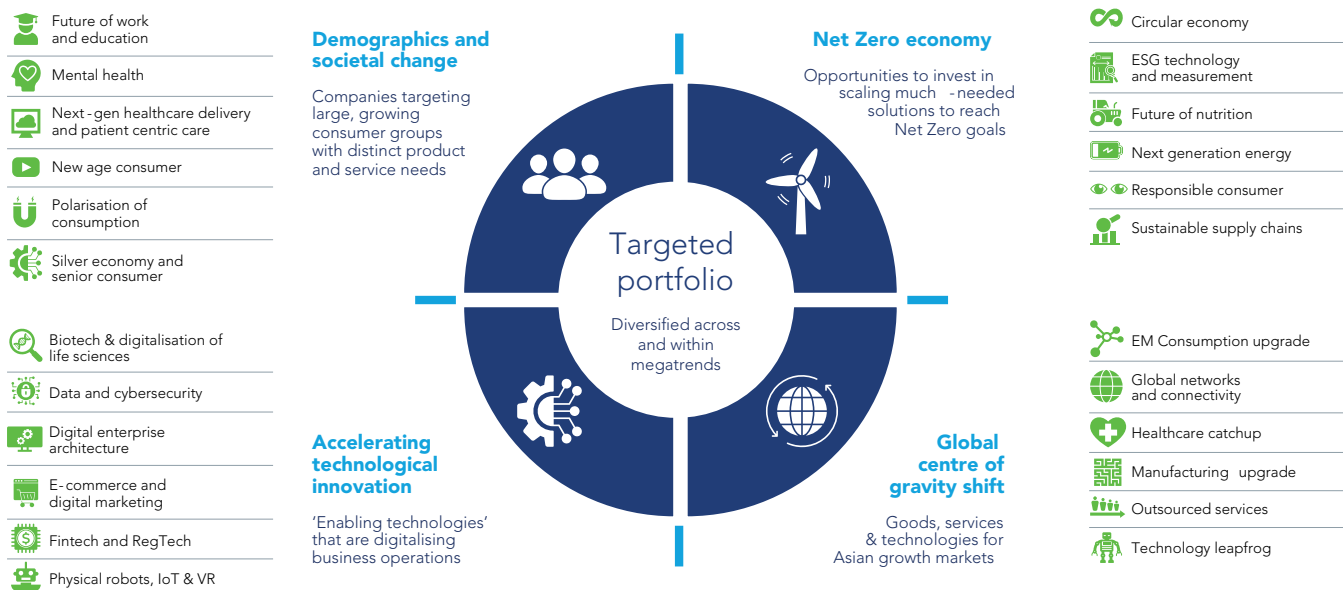 Future of work
and education
Mental health
Next-gen healthcare delivery
and patient centric care
New age consumer
Polarisation of
consumption
Silver economy and
senior consumer
Demographics and
societal change
Companies targeting
large, growing
consumer groups
with distinct product
and service needs
Net Zero economy
Opportunities to invest in
scaling much -needed
solutions to reach
Net Zero goals
Circular economy
ESG technology
and measurement
Future of nutrition
Next generation energy
Responsible consumer
Sustainable supply chains
Targeted
portfolio
Diversified across
and within
megatrends
Biotech & digitalisation of
life sciences
Data and cybersecurity
Digital enterprise
architecture
E-commerce and
digital marketing
Fintech and RegTech
Physical robots, IoT & VR
Accelerating
technological
innovation
'Enabling technologies'
that are digitalising
business operations
Global
centre of
gravity shift
Goods, services
& technologies for
Asian growth markets
EM Consumption upgrade
Global networks
and connectivity
Healthcare catchup
Manufacturing upgrade
Outsourced services
Technology leapfrog